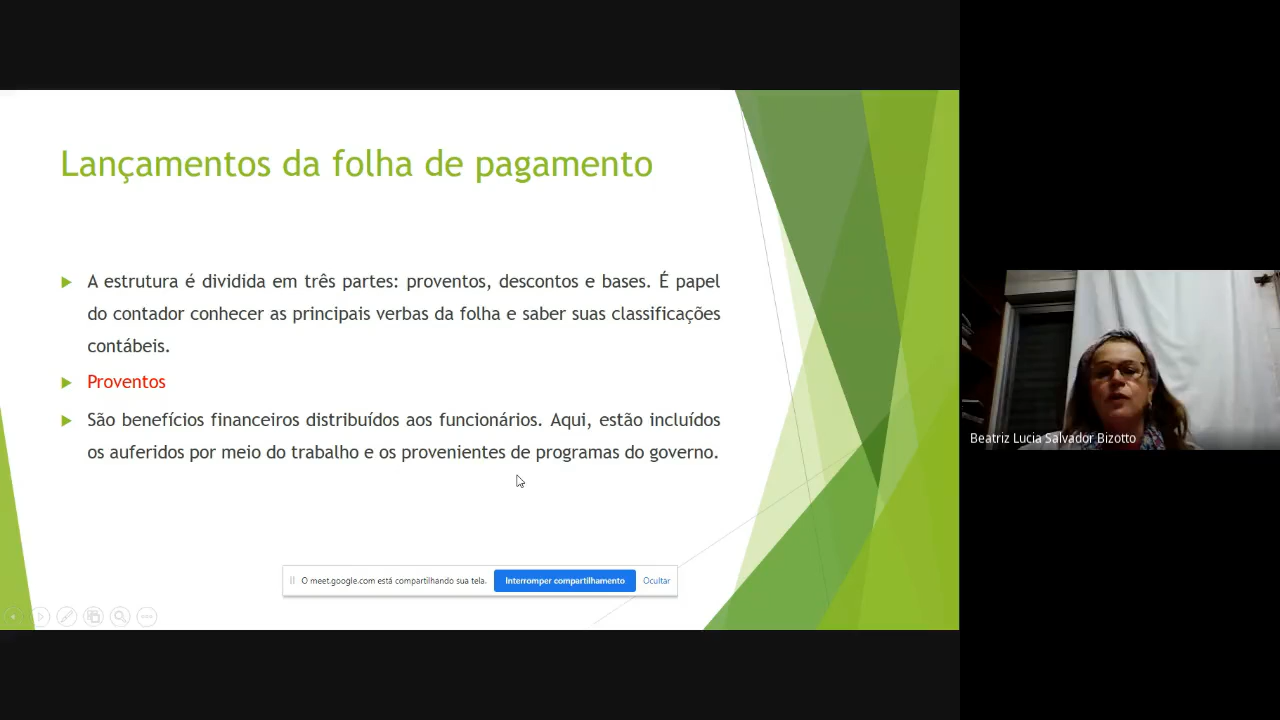 Lançamentos da folha de pagamento
A estrutura é dividida em três partes: proventos, descontos e bases. É papel
do contador conhecer as principais verbas da folha e saber suas classificações
contábeis.
Proventos
São benefícios financeiros distribuídos aos funcionários. Aqui, estão incluídos
os auferidos por meio do trabalho e os provenientes de programas do governo.
O meet.google.com está compartilhando sua tela.
Interromper compartilhamento
Ocultar
Beatriz Lucia Salvador Bizotto